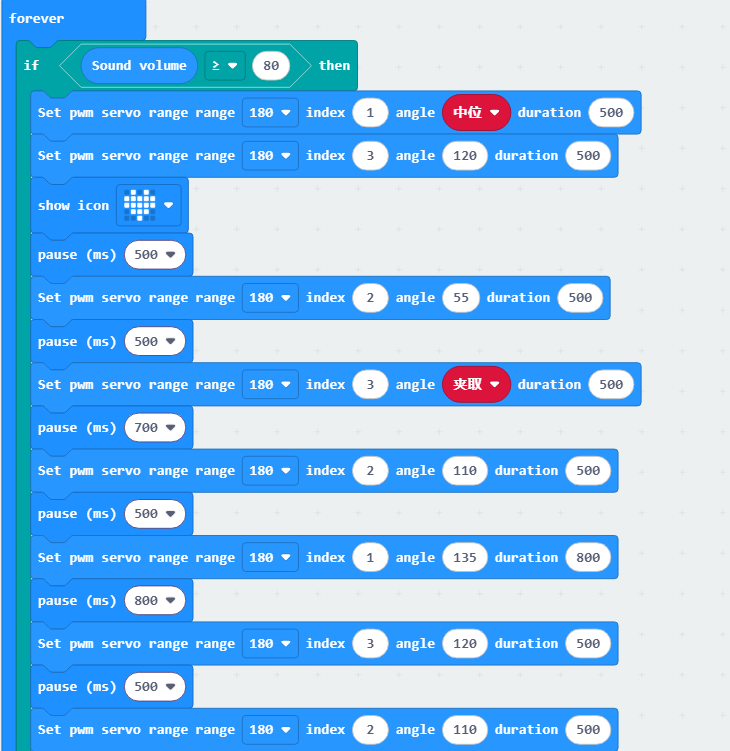 forever
if Sound volume ≥ 80 then
Set pwm servo range range 180 index 1 angle 中位 duration 500
Set pwm servo range range 180 index 3 angle 120 duration 500
show icon
pause (ms) 500
Set pwm servo range range 180 index 2 angle 55 duration 500
pause (ms) 500
Set pwm servo range range 180 index 3 angle 夹取 duration 500
pause (ms) 700
Set pwm servo range range 180 index 2 angle 110 duration 500
pause (ms) 500
Set pwm servo range range 180 index 1 angle 135 duration 800
pause (ms) 800
Set pwm servo range range 180 index 3 angle 120 duration 500
pause (ms) 500
Set pwm servo range range 180 index 2 angle 110 duration 500